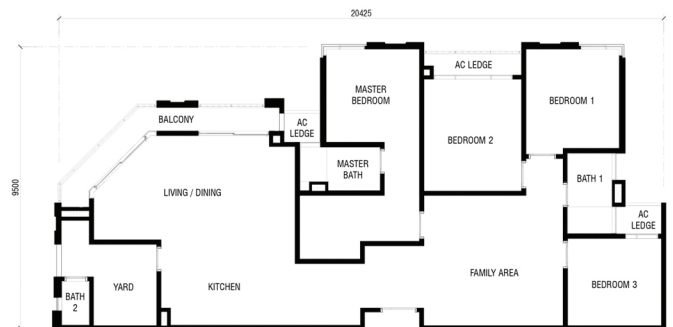 20425
9500
AC LEDGE
MASTER
BEDROOM
BEDROOM 1
BALCONY
AC
LEDGE
BEDROOM 2
MASTER
BATH
BATH 1
LIVING / DINING
AC
LEDGE
FAMILY AREA
YARD
KITCHEN
BEDROOM 3
BATH
2